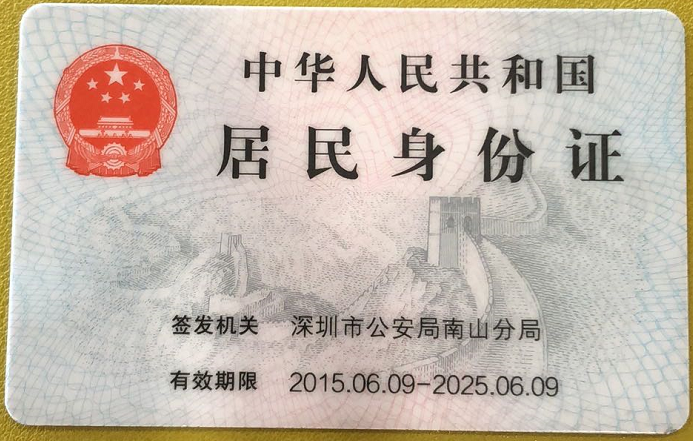 中华人民共和国
居民身份证
签发机关 深圳市公安局南山分局
有效期限 2015.06.09-2025.06.09